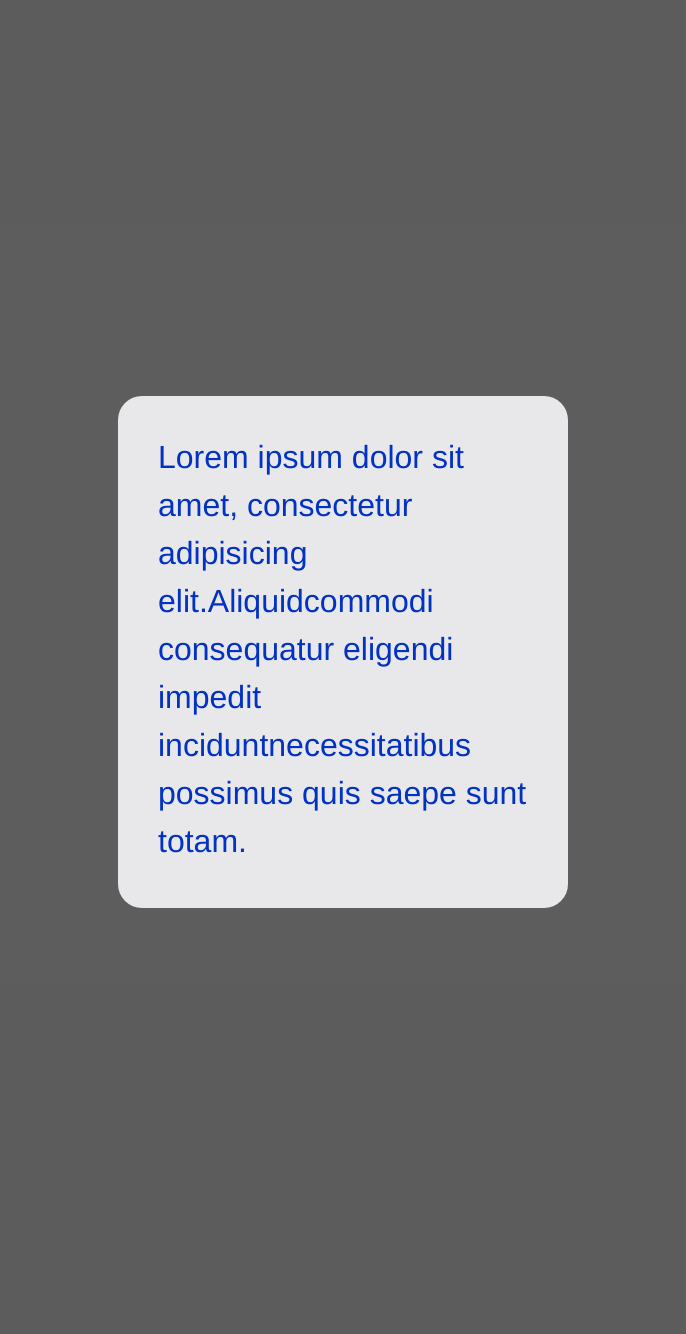 Lorem ipsum dolor sit
amet, consectetur
adipisicing
elit.Aliquidcommodi
consequatur eligendi
impedit
inciduntnecessitatibus
possimus quis saepe sunt
totam.